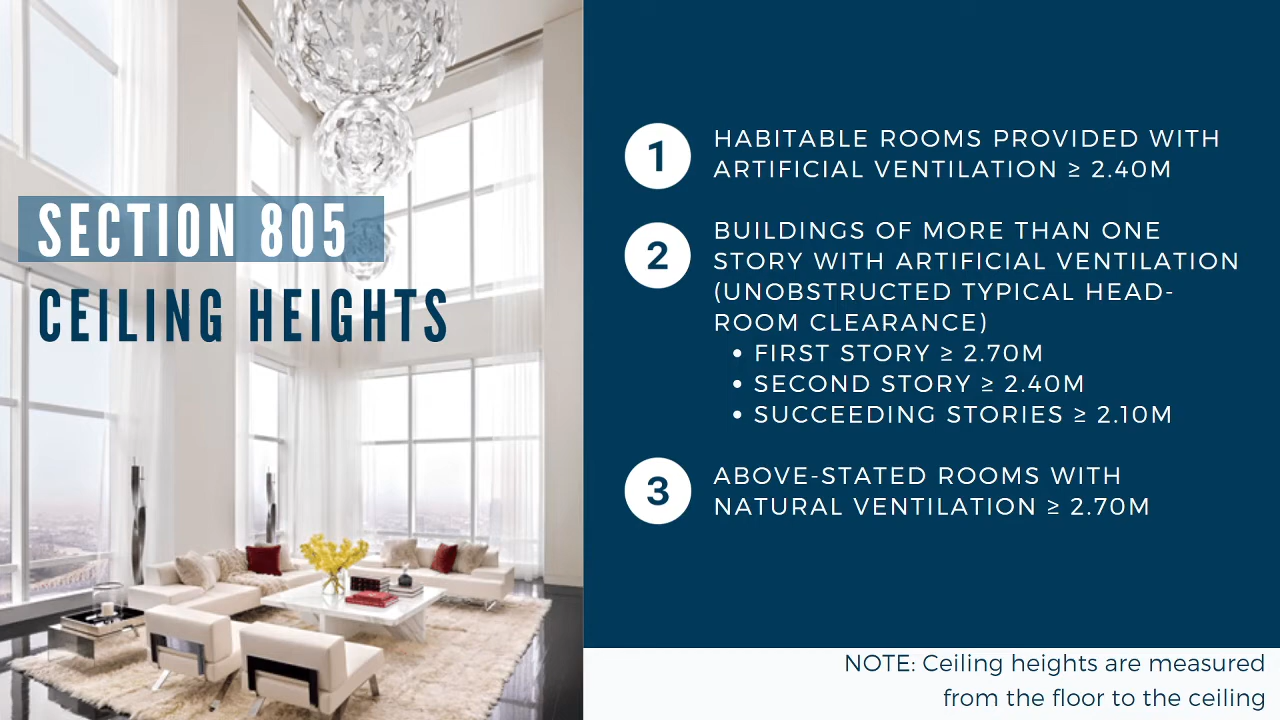 SECTION 805
CEILING HEIGHTS
1
HABITABLE ROOMS PROVIDED WITH
ARTIFICIAL VENTILATION ≥ 2.40M
2
BUILDINGS OF MORE THAN ONE
STORY WITH ARTIFICIAL VENTILATION
(UNOBSTRUCTED TYPICAL HEAD-
ROOM CLEARANCE)
• FIRST STORY ≥ 2.70M
• SECOND STORY ≥ 2.40M
• SUCCEEDING STORIES ≥ 2.10M
3
ABOVE-STATED ROOMS WITH
NATURAL VENTILATION ≥ 2.70M
NOTE: Ceiling heights are measured
from the floor to the ceiling